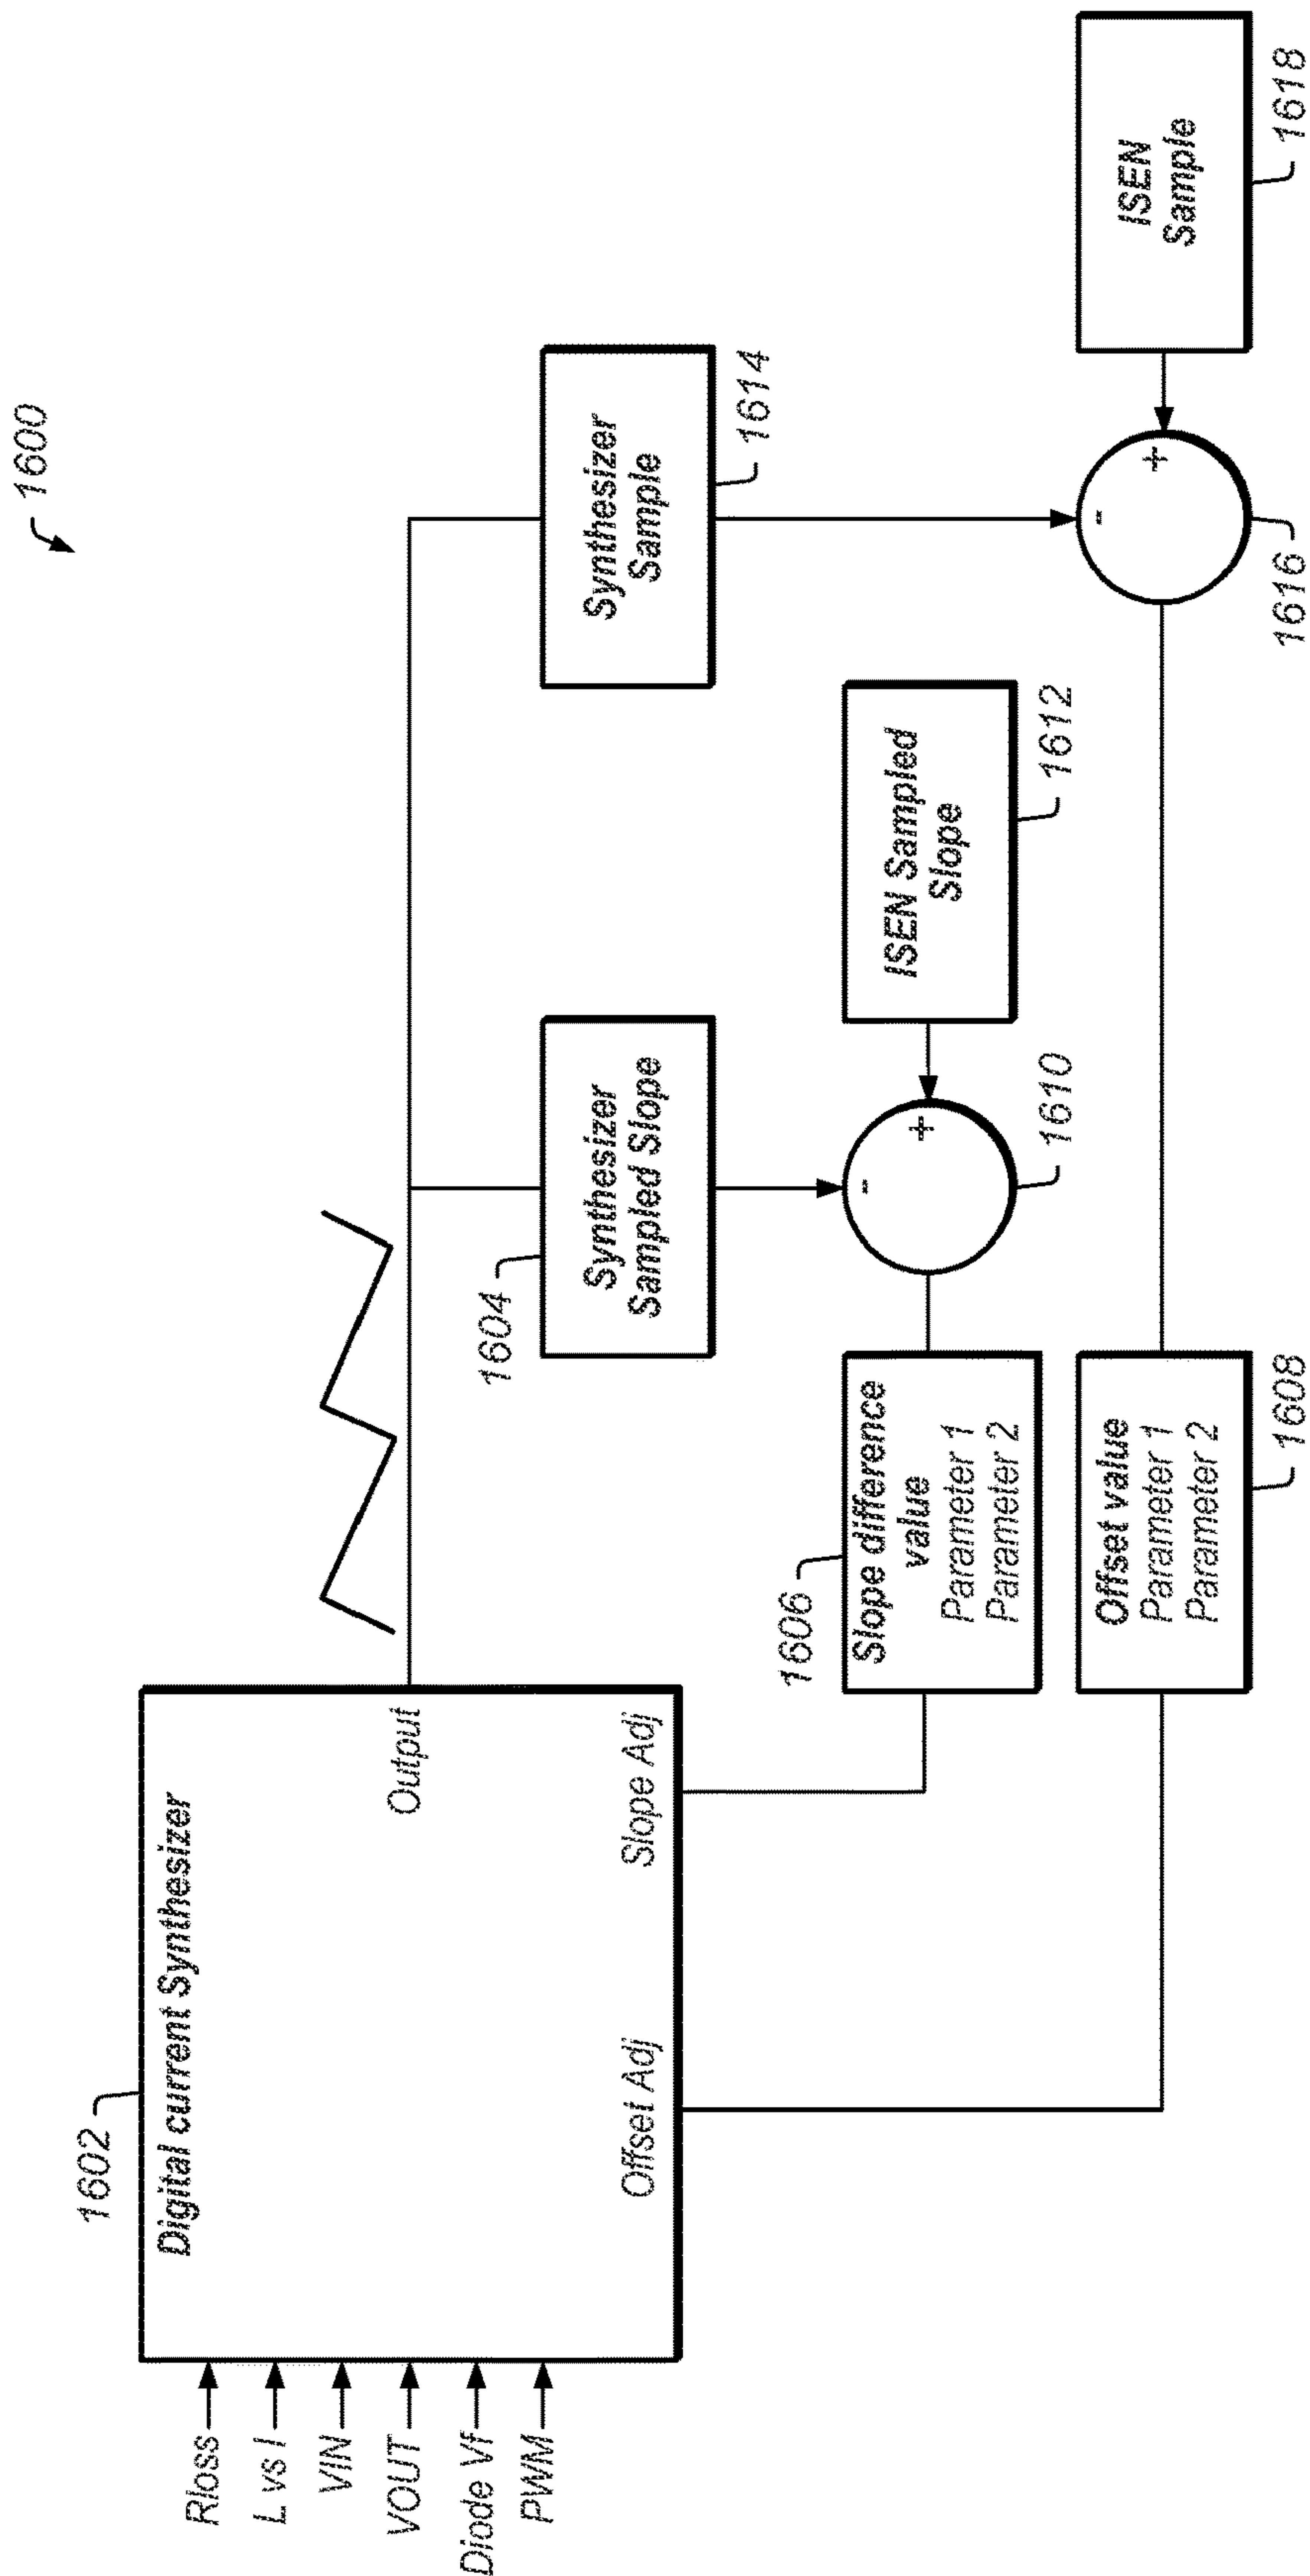 1600
1602
Digital current Synthesizer
Rloss
L vs I
VIN
VOUT
Diode Vf
PWM
Output
Offset Adj
Slope Adj
1604
Synthesizer
Sampled Slope
Synthesizer
Sample
1614
1606
Slope difference
value
Parameter 1
Parameter 2
-
+
1610
ISEN Sampled
Slope
1612
Offset value
Parameter 1
Parameter 2
1608
-
+
1616
ISEN
Sample
1618